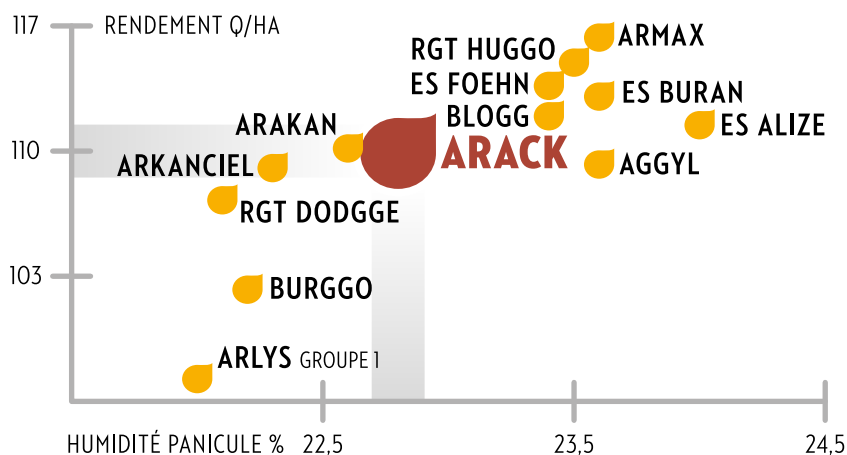 117 RENDEMENT Q/HA
ARMAX
RGT HUGGO
ES FOEHN
ES BURAN
BLOGG
ES ALIZE
ARAKAN
110
ARACK
ARKANCIEL
AGGYL
RGT DODGGE
103
BURGGO
ARLYS GROUPE 1
HUMIDITÉ PANICULE % 22,5 23,5 24,5